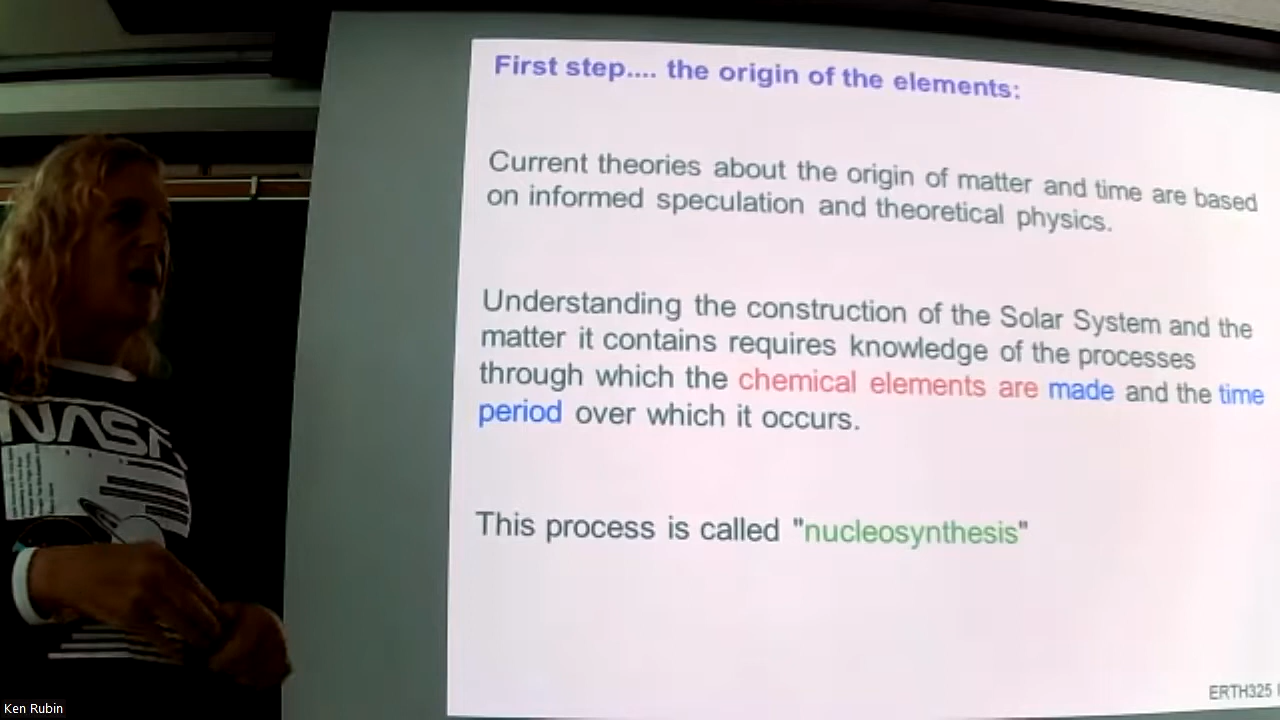 First step.... the origin of the elements:
Current theories about the origin of matter and time are based
on informed speculation and theoretical physics.
Understanding the construction of the Solar System and the
matter it contains requires knowledge of the processes
through which the chemical elements are made and the time
period over which it occurs.
This process is called "nucleosynthesis"
ERTH325
NASA
Ken Rubin